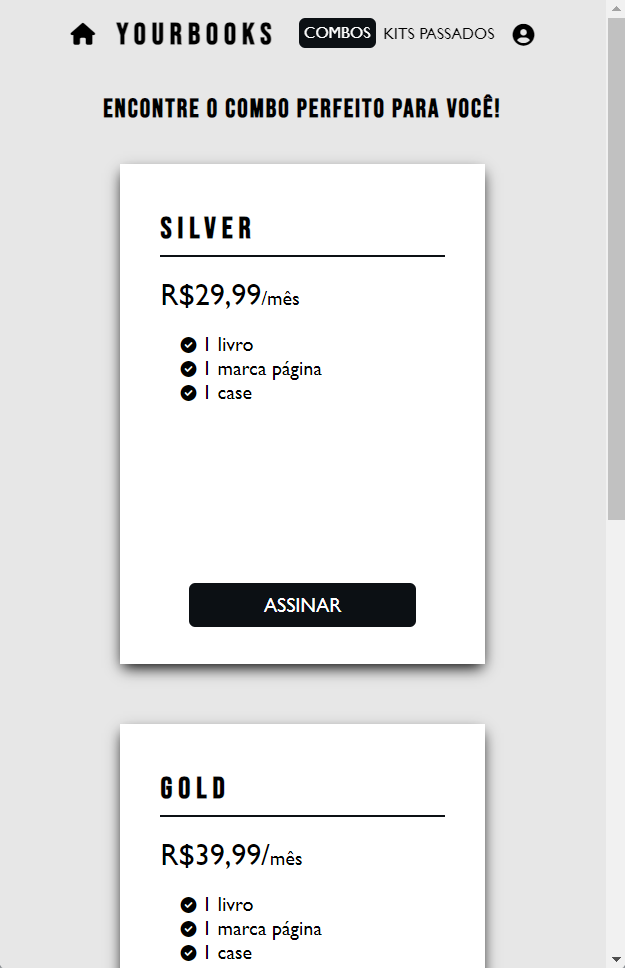 YOURBOOKS COMBOS KITS PASSADOS
ENCONTRE O COMBO PERFEITO PARA VOCÊ!
SILVER
R$29,99/mês
1 livro
1 marca página
1 case
ASSINAR
GOLD
R$39,99/mês
1 livro
1 marca página
1 case